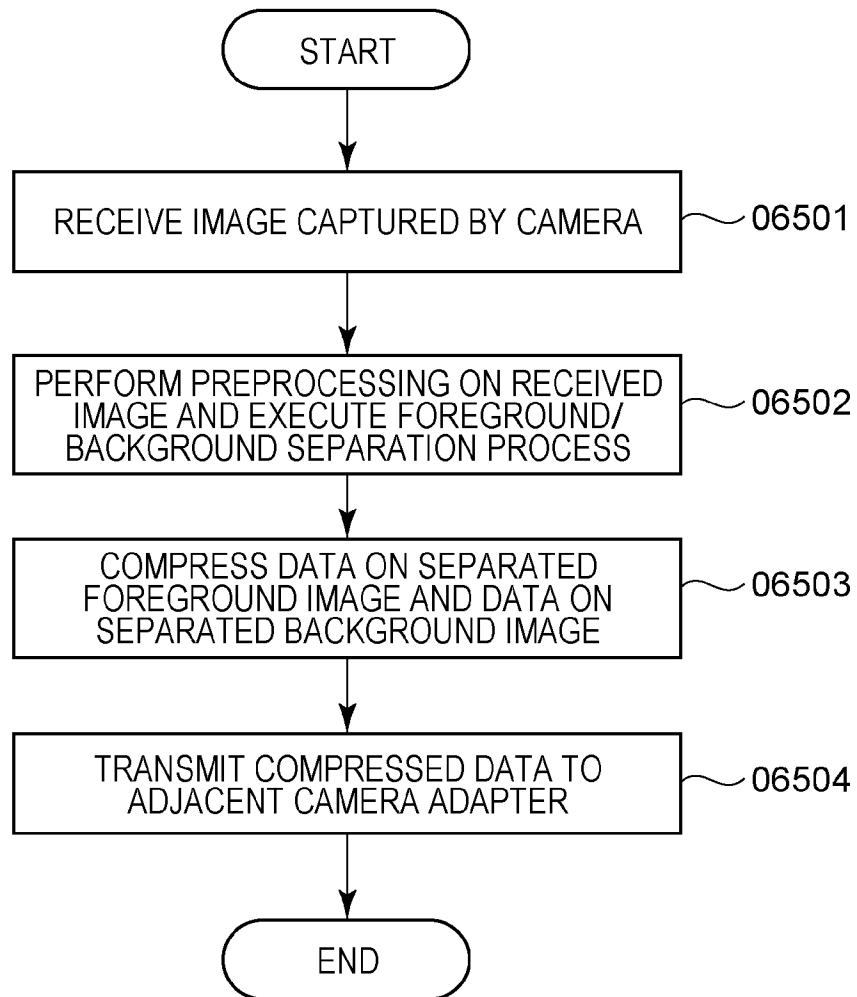 START
RECEIVE IMAGE CAPTURED BY CAMERA
06501
PERFORM PREPROCESSING ON RECEIVED
IMAGE AND EXECUTE FOREGROUND/
BACKGROUND SEPARATION PROCESS
06502
COMPRESS DATA ON SEPARATED
FOREGROUND IMAGE AND DATA ON
SEPARATED BACKGROUND IMAGE
06503
TRANSMIT COMPRESSED DATA TO
ADJACENT CAMERA ADAPTER
06504
END